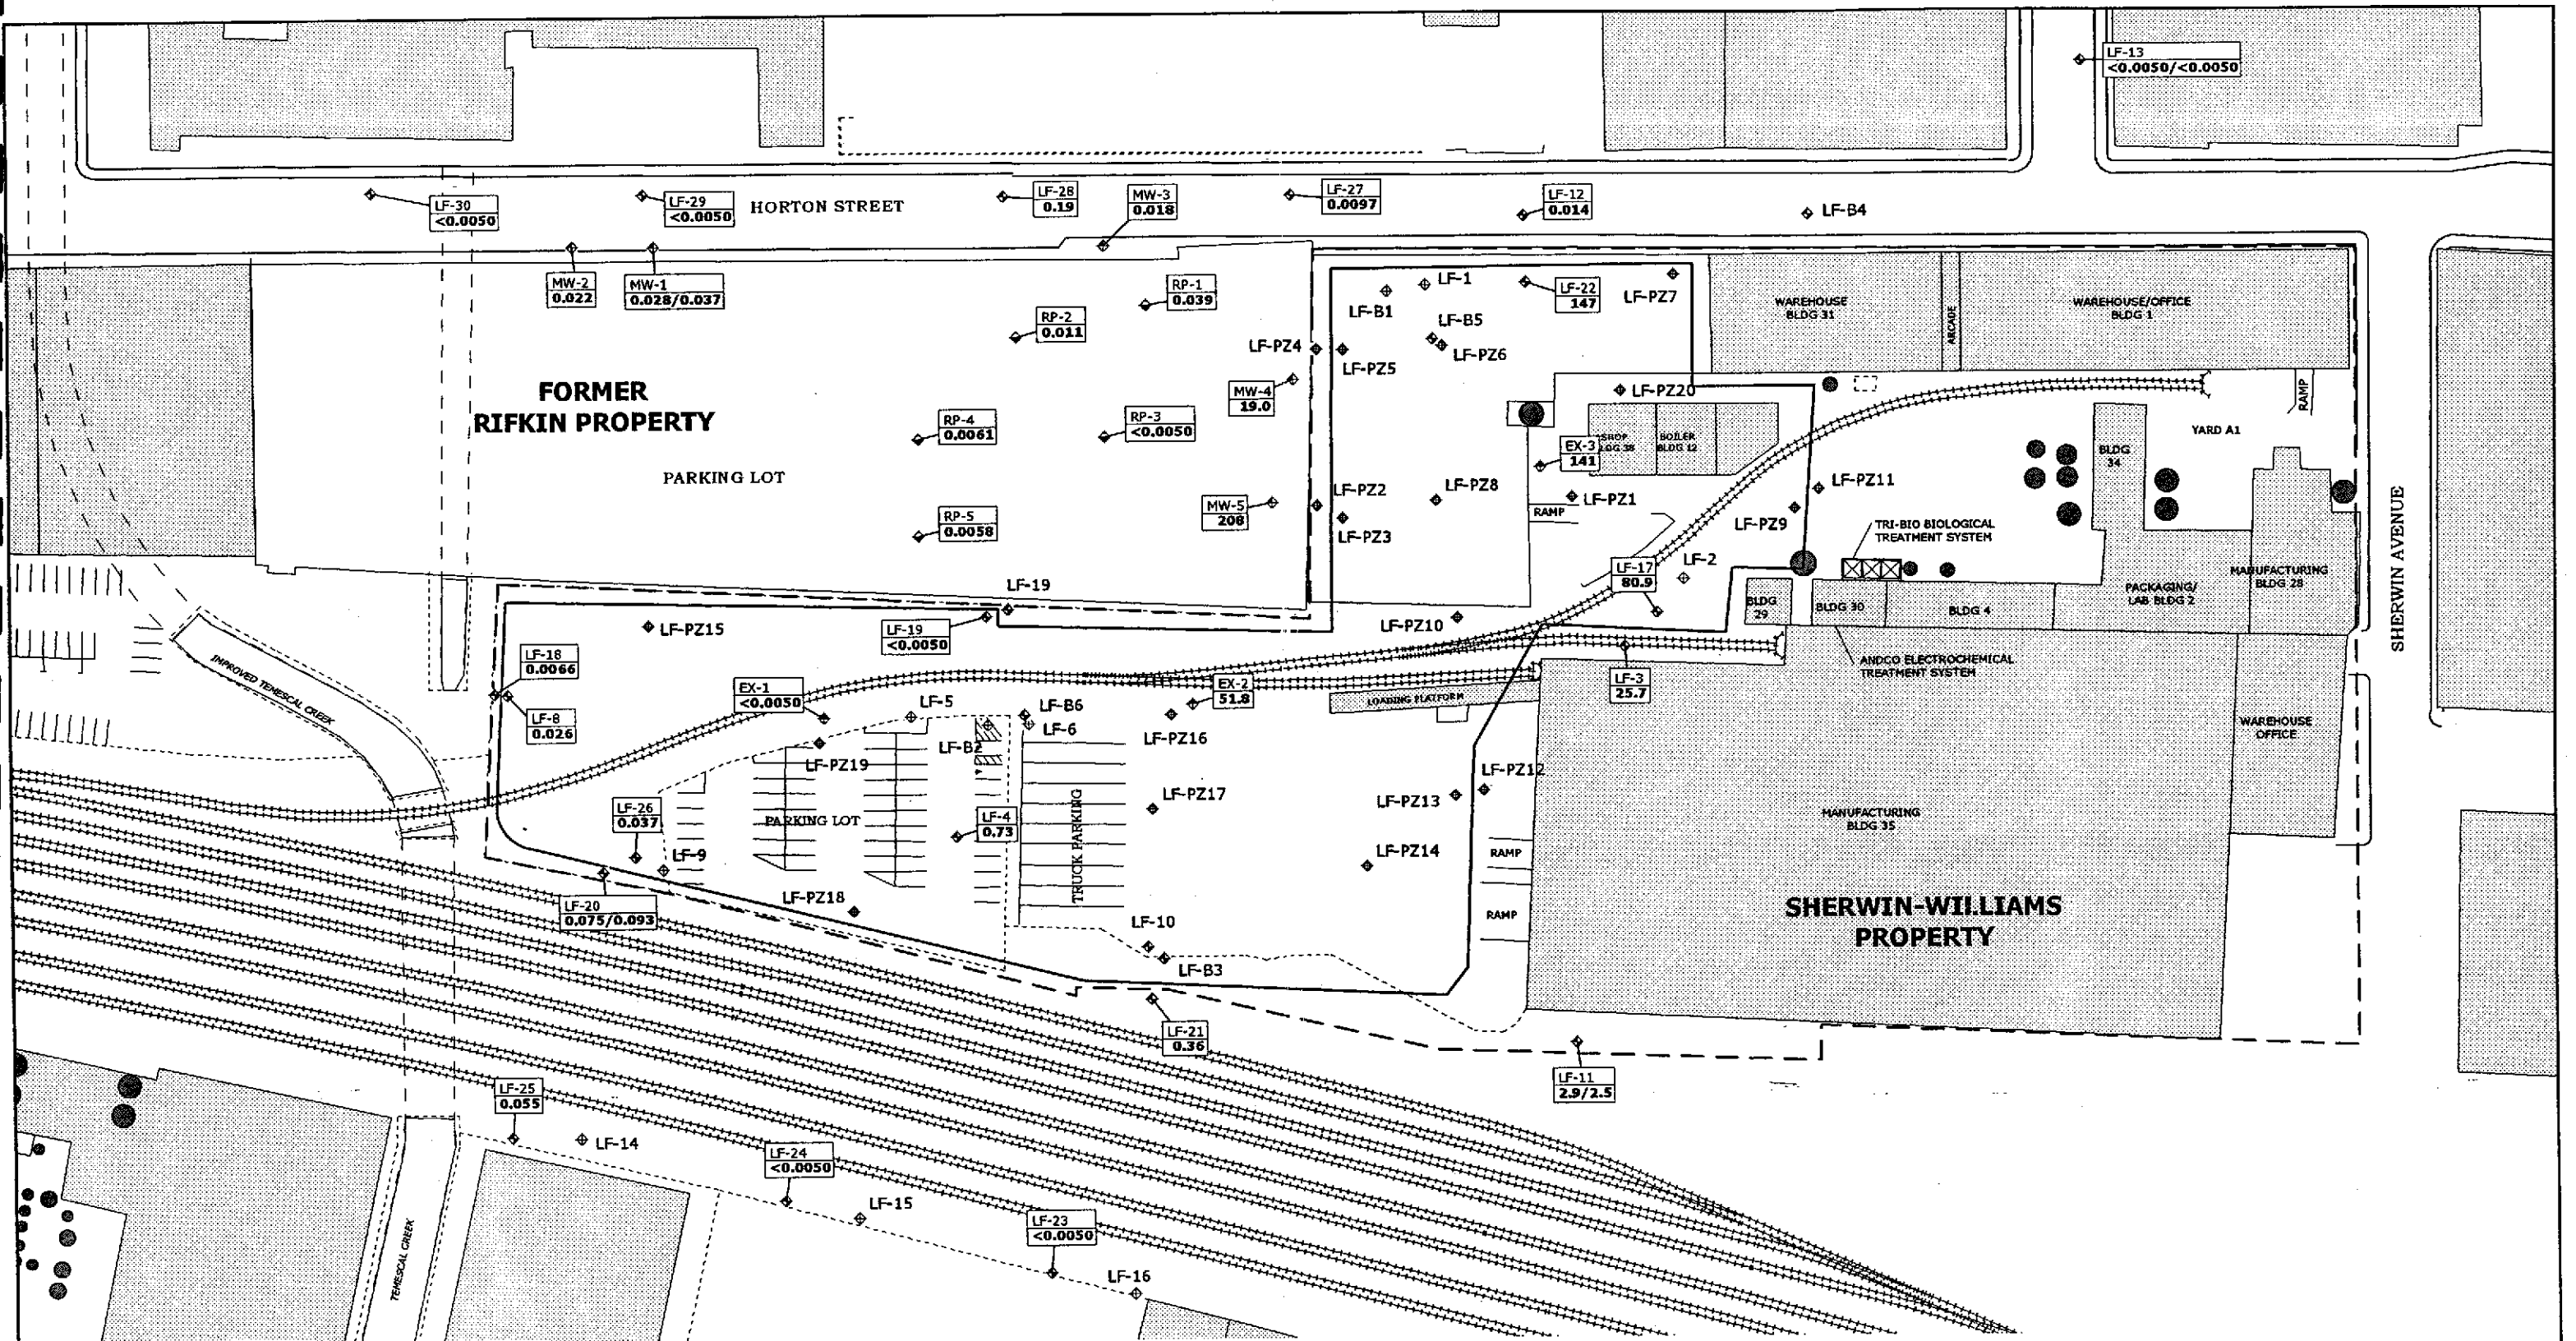 LF-13
<0.0050/<0.0050
LF-30
<0.0050
LF-29
<0.0050
HORTON STREET
LF-28
0.19
MW-3
0.018
LF-27
0.0097
LF-12
0.014
LF-B4
MW-2
0.022
MW-1
0.028/0.037
RP-1
0.039
RP-2
0.011
LF-1
LF-B1
LF-B5
LF-22
147
LF-PZ7
WAREHOUSE
BLDG 31
ARCADE
WAREHOUSE/OFFICE
BLDG 1
LF-PZ4
LF-PZ5
LF-PZ6
FORMER
RIFKIN PROPERTY
MW-4
19.0
LF-PZ20
RAMP
RP-4
0.0061
RP-3
<0.0050
EX-3
141
SHOP
BLDG 38
BOILER
BLDG 12
BLDG
34
YARD A1
PARKING LOT
LF-PZ2
LF-PZ8
LF-PZ1
LF-PZ11
MW-5
208
RAMP
LF-PZ9
RP-5
0.0058
LF-PZ3
TRI-BIO BIOLOGICAL
TREATMENT SYSTEM
SHERWIN AVENUE
LF-17
80.9
LF-2
MANUFACTURING
BLDG 28
PACKAGING/
LAB BLDG 2
BLDG
29
BLDG 30
BLDG 4
LF-19
LF-PZ15
LF-19
<0.0050
LF-PZ10
IMPROVED TEMESCAL CREEK
LF-18
0.0066
ANDCO ELECTROCHEMICAL
TREATMENT SYSTEM
LF-3
25.7
EX-1
<0.0050
EX-2
51.8
LOADING PLATFORM
LF-5
LF-B6
LF-6
LF-8
0.026
LF-B2
LF-PZ16
WAREHOUSE
OFFICE
LF-PZ19
LF-PZ12
LF-26
0.037
LF-PZ17
LF-PZ13
PARKING LOT
LF-4
0.73
TRUCK PARKING
MANUFACTURING
BLDG 35
LF-9
LF-PZ14
RAMP
LF-20
0.075/0.093
LF-PZ18
RAMP
SHERWIN-WILLIAMS
PROPERTY
LF-10
LF-B3
LF-21
0.36
LF-11
2.9/2.5
LF-25
0.055
LF-14
LF-24
<0.0050
LF-15
LF-23
<0.0050
TEMESCAL CREEK
LF-16